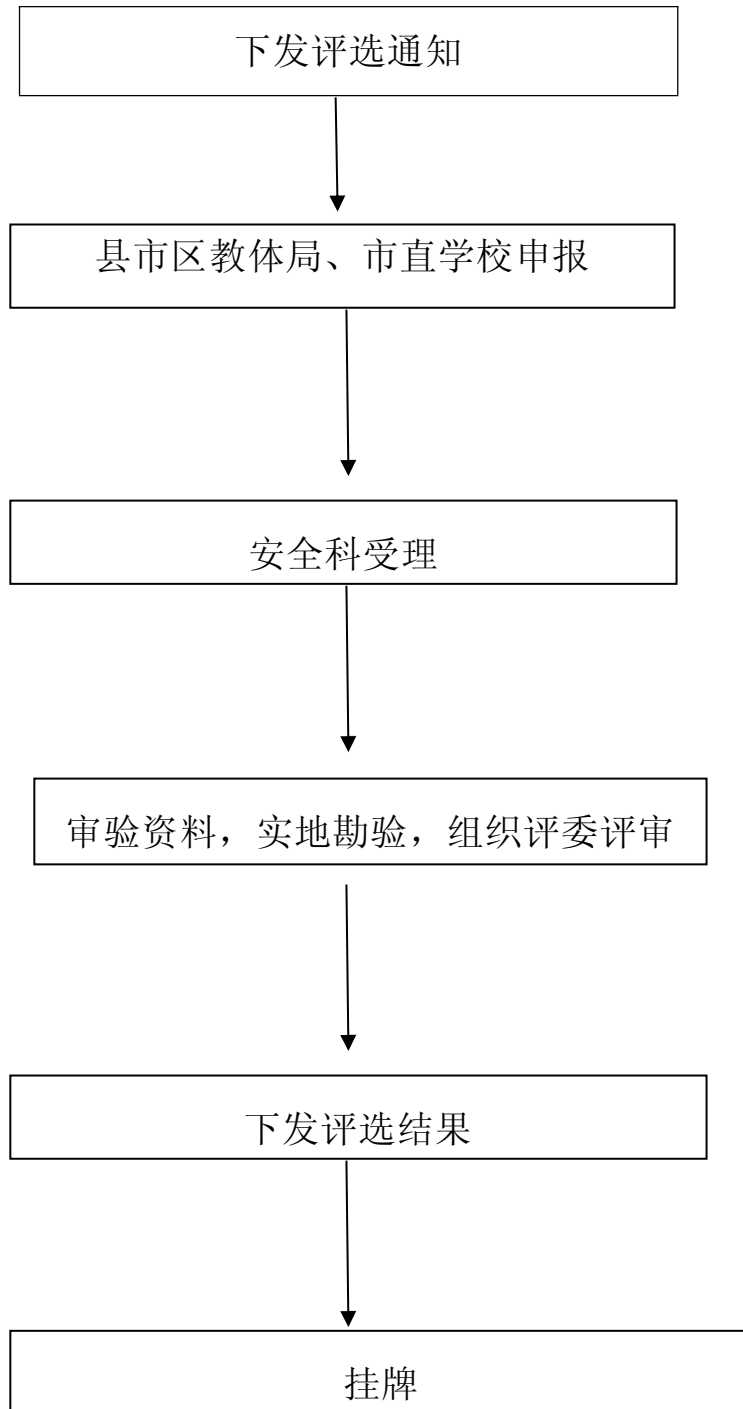 下发评选通知
县市区教体局、市直学校申报
安全科受理
审验资料，实地勘验，组织评委评审
下发评选结果
挂牌